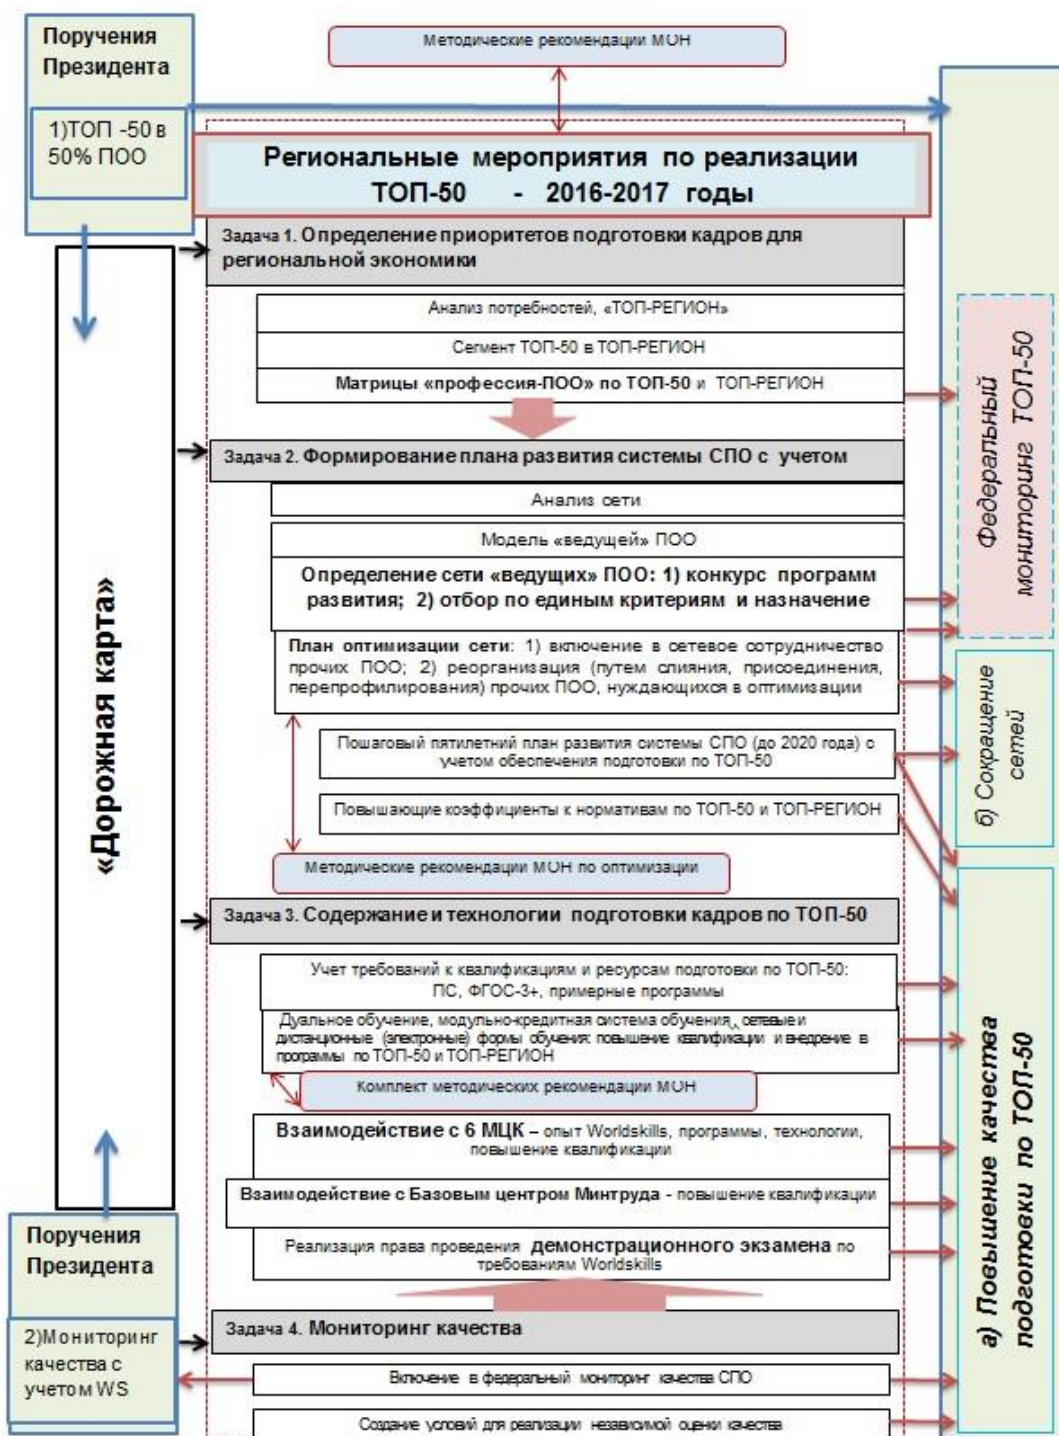 Поручения
Президента
1)ТОП -50 в
50% ПОО
Методические рекомендации МОН
Региональные мероприятия по реализации
ТОП-50 - 2016-2017 годы
Задача 1. Определение приоритетов подготовки кадров для
региональной экономики
Анализ потребностей, «ТОП-РЕГИОН»
Сегмент ТОП-50 в ТОП-РЕГИОН
Матрицы «профессия-ПОО» по ТОП-50 и ТОП-РЕГИОН
Задача 2. Формирование плана развития системы СПО с учетом
Анализ сети
Модель «ведущей» ПОО
Определение сети «ведущих» ПОО: 1) конкурс программ
развития; 2) отбор по единым критериям и назначение
План оптимизации сети: 1) включение в сетевое сотрудничество
прочих ПОО; 2) реорганизация (путем слияния, присоединения,
перепрофилирования) прочих ПОО, нуждающихся в оптимизации
Пошаговый пятилетний план развития системы СПО (до 2020 года) с
учетом обеспечения подготовки по ТОП-50
Повышающие коэффициенты к нормативам по ТОП-50 и ТОП-РЕГИОН
Методические рекомендации МОН по оптимизации
Задача 3. Содержание и технологии подготовки кадров по ТОП-50
Учет требований к квалификациям и ресурсам подготовки по ТОП-50:
ПС, ФГОС-3+, примерные программы
Дуальное обучение, модульно-кредитная система обучения, сетевые и
дистанционные (электронные) формы обучения: повышение квалификации и внедрение в
программы по ТОП-50 и ТОП-РЕГИОН
Комплект методических рекомендации МОН
Взаимодействие с 6 МЦК – опыт Worldskills, программы, технологии,
повышение квалификации
Взаимодействие с Базовым центром Минтруда - повышение квалификации
Реализация права проведения демонстрационного экзамена по
требованиям Worldskills
Задача 4. Мониторинг качества
Включение в федеральный мониторинг качества СПО
Создание условий для реализации независимой оценки качества
«Дорожная карта»
Поручения
Президента
2)Мониторинг
качества с
учетом WS
Федеральный
мониторинг ТОП-50
б) Сокращение
сетей
а) Повышение качества
подготовки по ТОП-50